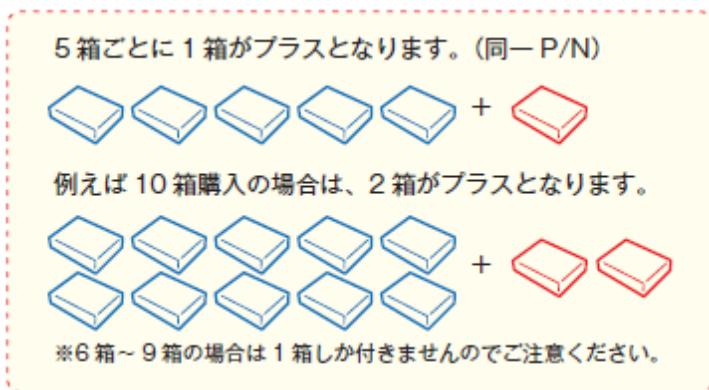 5箱ごとに1箱がプラスとなります。(同一P/N)
+
例えば10箱購入の場合は、2箱がプラスとなります。
+
※6箱～9箱の場合は1箱しか付きませんのでご注意ください。